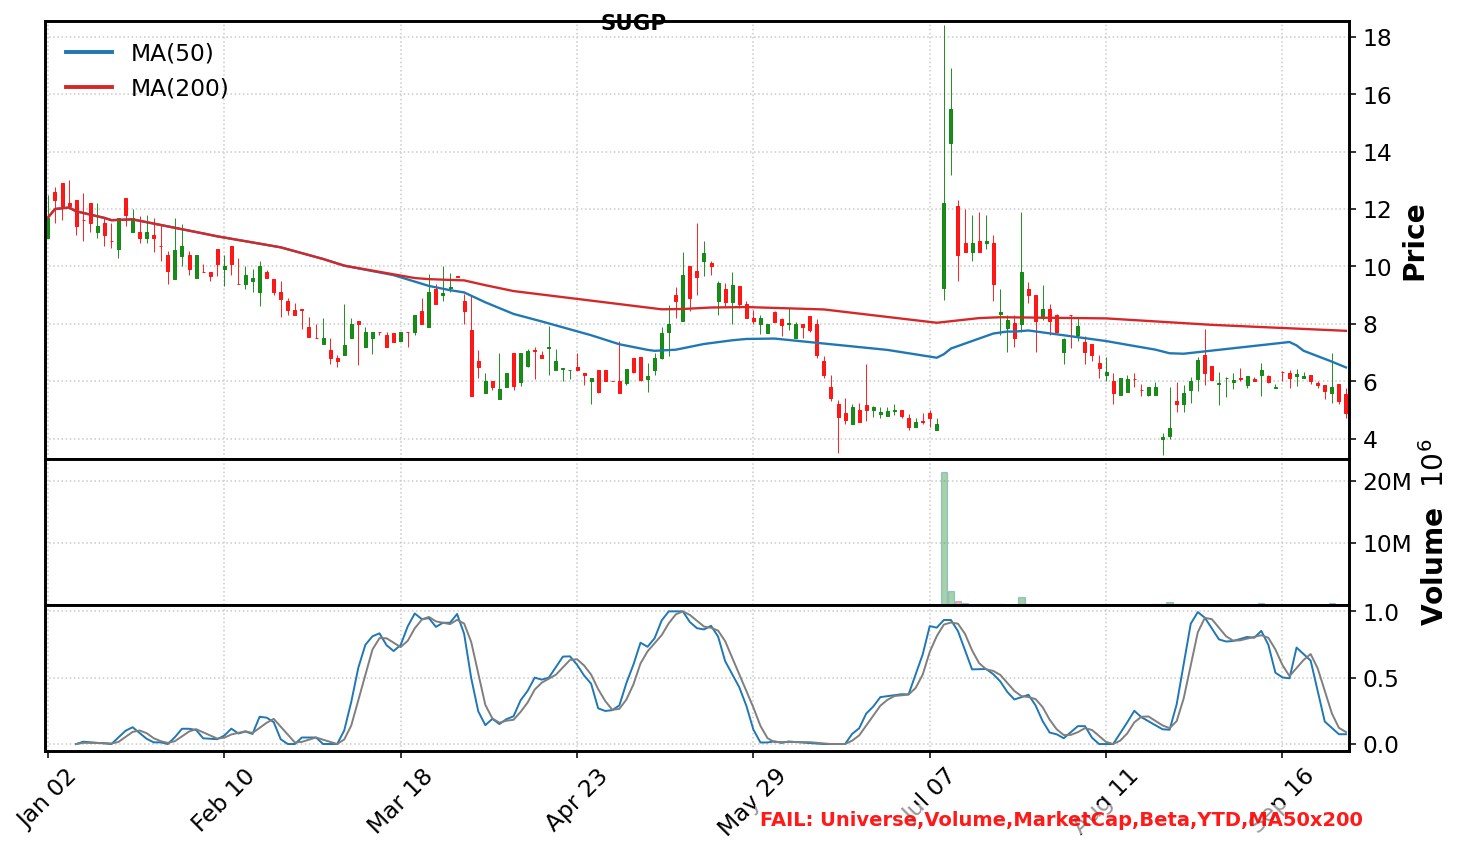 SUGP
MA(50)
MA(200)
18
16
14
12
10
8
6
4
Price
20M
10M
Volume 10^6
1.0
0.5
0.0
Jan 02
Feb 10
Mar 18
Apr 23
May 29
Jul 07
Aug 11
Sep 16
FAIL: Universe,Volume,MarketCap,Beta,YTD,MA50x200